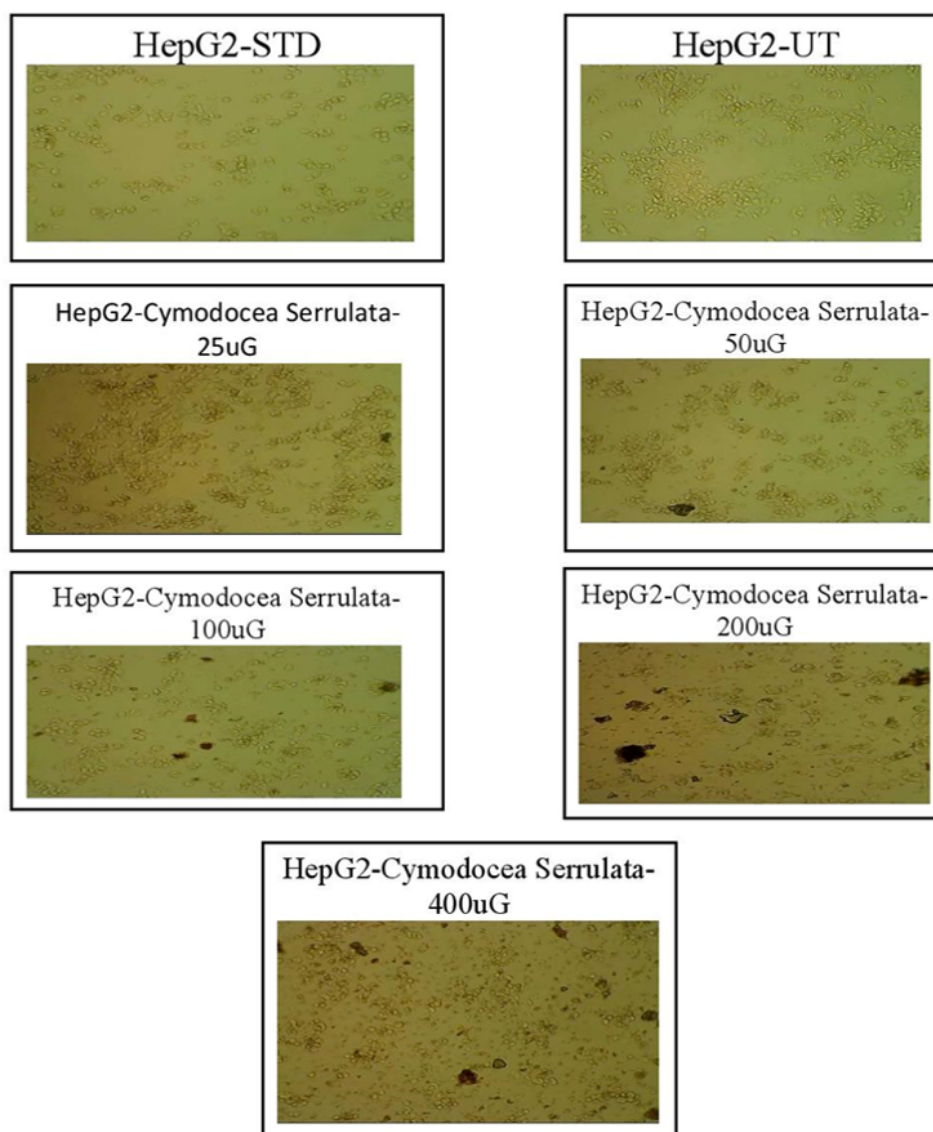 HepG2-STD
HepG2-UT
HepG2-Cymodocea Serrulata-
25uG
HepG2-Cymodocea Serrulata-
50uG
HepG2-Cymodocea Serrulata-
100uG
HepG2-Cymodocea Serrulata-
200uG
HepG2-Cymodocea Serrulata-
400uG